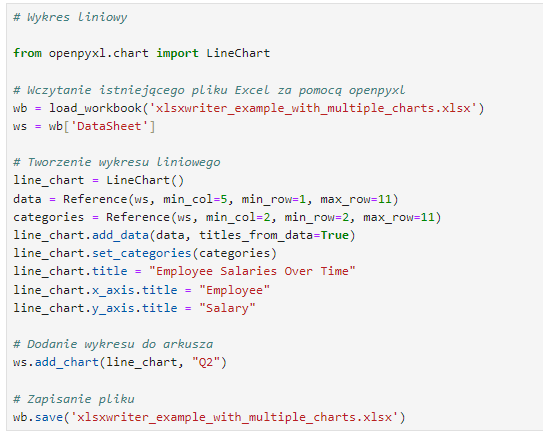 # Wykres liniowy
from openpyxl.chart import LineChart
# Wczytanie istniejącego pliku Excel za pomocą openpyxl
wb = load_workbook('xlsxwriter_example_with_multiple_charts.xlsx')
ws = wb['DataSheet']
# Tworzenie wykresu liniowego
line_chart = LineChart()
data = Reference(ws, min_col=5, min_row=1, max_row=11)
categories = Reference(ws, min_col=2, min_row=2, max_row=11)
line_chart.add_data(data, titles_from_data=True)
line_chart.set_categories(categories)
line_chart.title = "Employee Salaries Over Time"
line_chart.x_axis.title = "Employee"
line_chart.y_axis.title = "Salary"
# Dodanie wykresu do arkusza
ws.add_chart(line_chart, "Q2")
# Zapisanie pliku
wb.save('xlsxwriter_example_with_multiple_charts.xlsx')